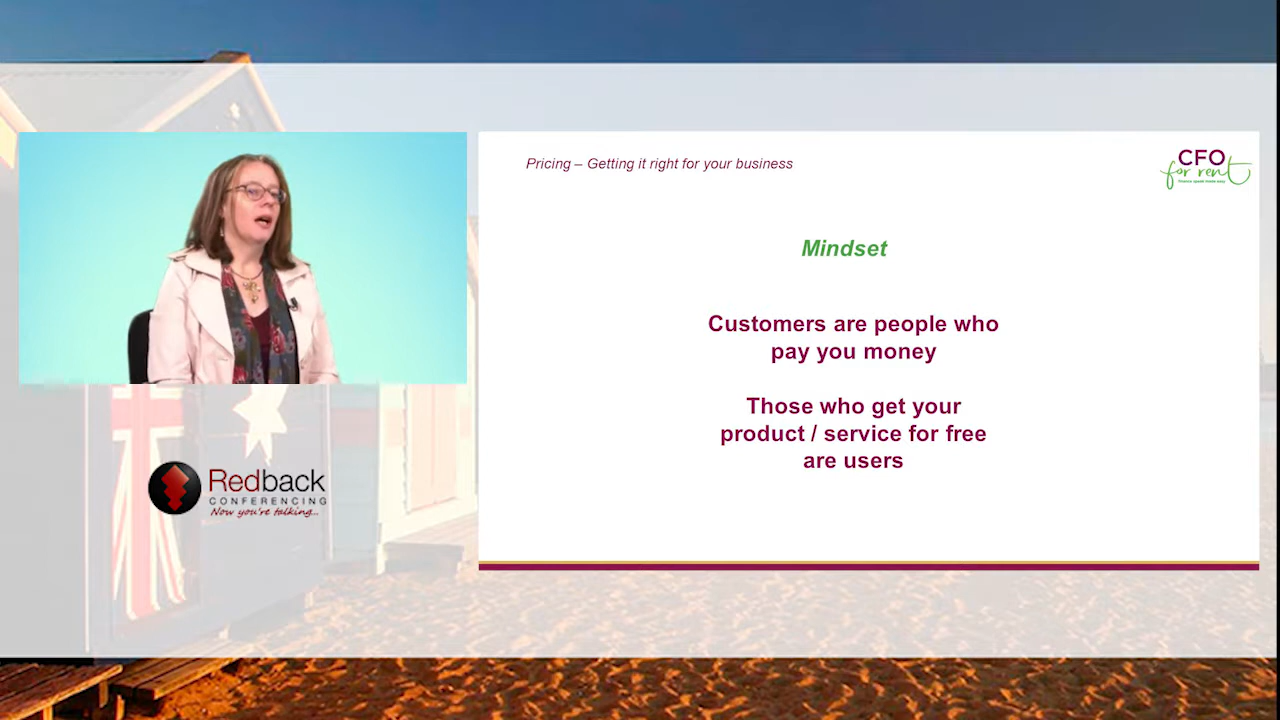 Pricing – Getting it right for your business
CFO
for rent
Mindset
Customers are people who
pay you money
Those who get your
product / service for free
are users
Redback
CONFERENCING
Now you're talking...